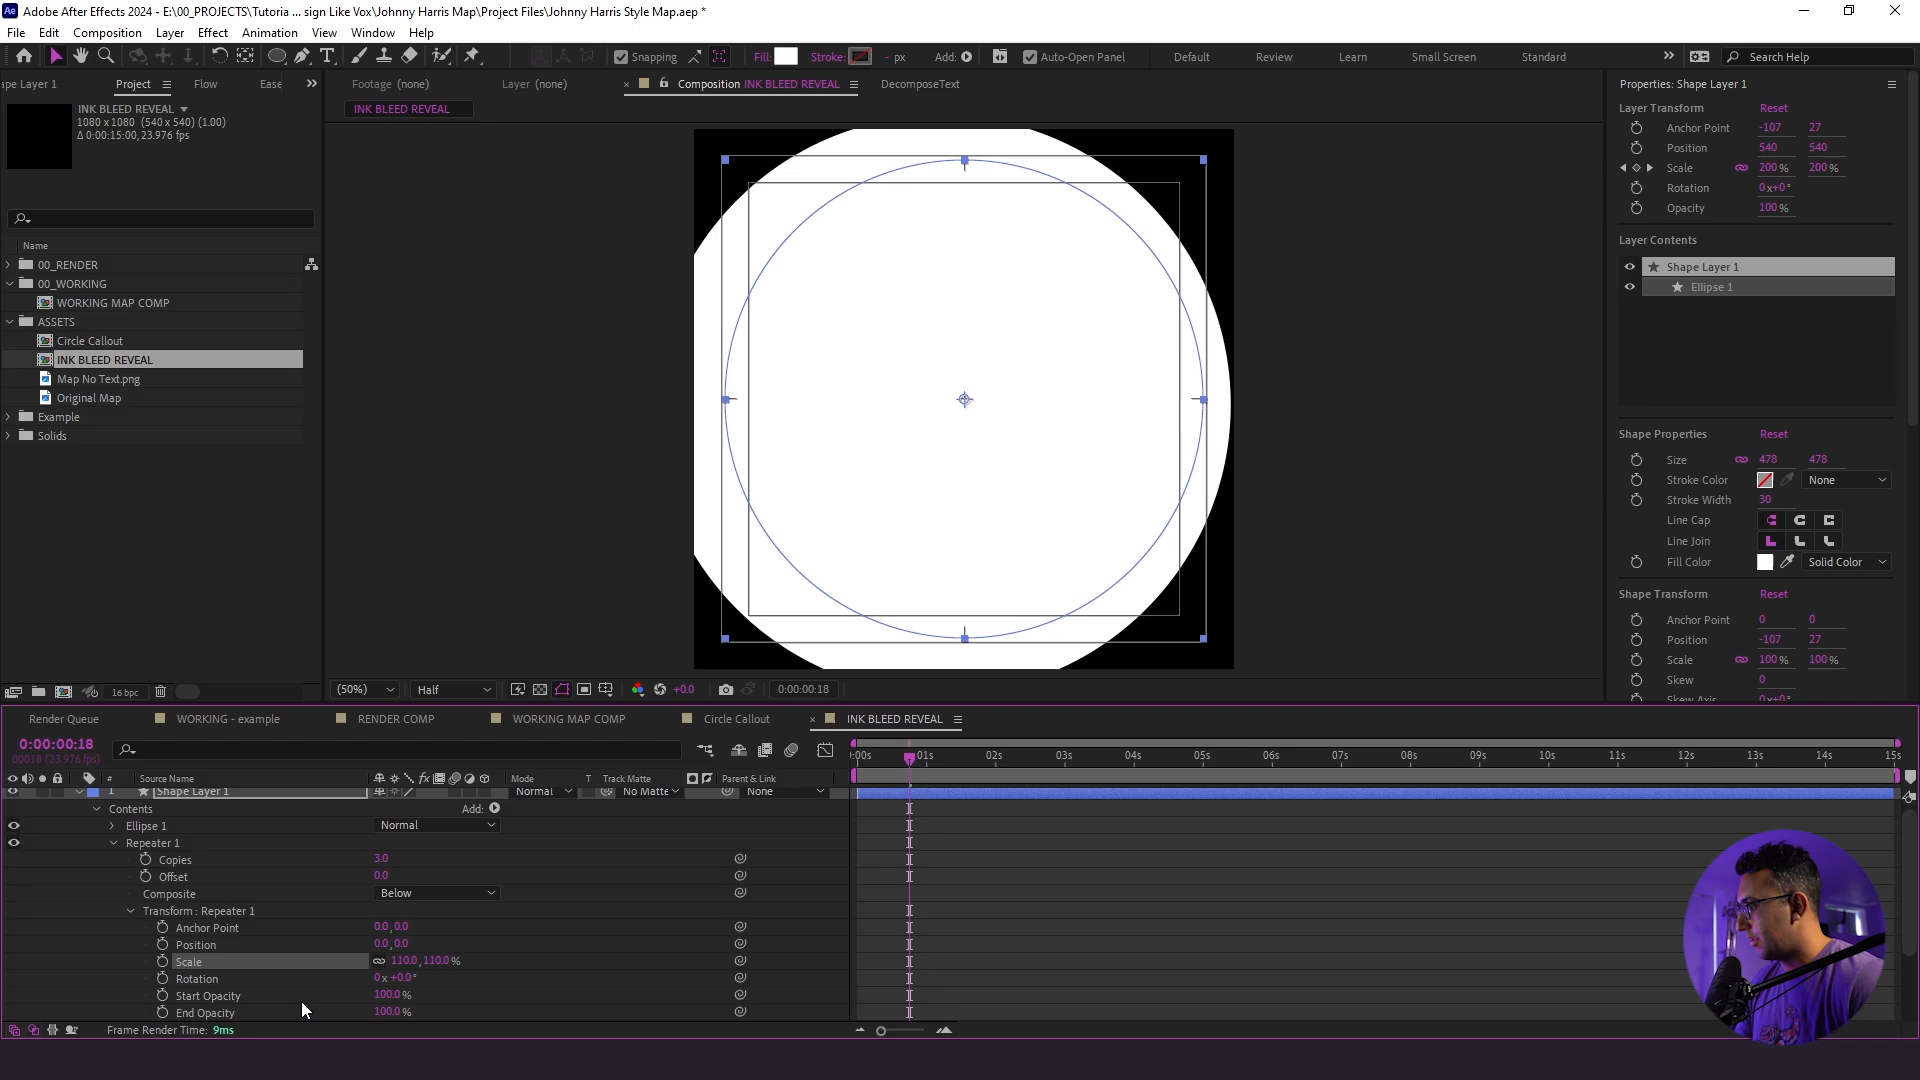 Ae Adobe After Effects 2024 - E:\00_PROJECTS\Tutoria ... sign Like Vox\Johnny Harris Map\Project Files\Johnny Harris Style Map.aep *
File Edit Composition Layer Effect Animation View Window Help
Snapping Fill: Stroke: - px Add: Auto-Open Panel Default Review Learn Small Screen Standard Search Help
ape Layer 1 Project Flow Ease
INK BLEED REVEAL
1080 x 1080 (540 x 540) (1.00)
Δ 0:00:15:00, 23.976 fps
Name
00_RENDER
00_WORKING
WORKING MAP COMP
ASSETS
Circle Callout
INK BLEED REVEAL
Map No Text.png
Original Map
Example
Solids
16 bpc
Footage (none) Layer (none) × Composition INK BLEED REVEAL DecomposeText
INK BLEED REVEAL
(50%) Half +0.0 0:00:00:18
Properties: Shape Layer 1
Layer Transform Reset
Anchor Point -107 27
Position 540 540
Scale 200 % 200 %
Rotation 0x+0°
Opacity 100 %
Layer Contents
Shape Layer 1
Ellipse 1
Shape Properties Reset
Size 478 478
Stroke Color None
Stroke Width 30
Line Cap
Line Join
Fill Color Solid Color
Shape Transform Reset
Anchor Point 0 0
Position -107 27
Scale 100 % 100 %
Skew 0
Skew Axis 0x+0°
Render Queue WORKING - example RENDER COMP WORKING MAP COMP Circle Callout × INK BLEED REVEAL
0:00:00:18
00018 (23.976 fps)
:00s 01s 02s 03s 04s 05s 06s 07s 08s 09s 10s 11s 12s 13s 14s 15s
# Source Name fx Mode T Track Matte Parent & Link
1 Shape Layer 1 Normal No Matte None
Contents Add:
Ellipse 1 Normal
Repeater 1
Copies 3.0
Offset 0.0
Composite Below
Transform : Repeater 1
Anchor Point 0.0, 0.0
Position 0.0, 0.0
Scale 110.0, 110.0 %
Rotation 0x+0.0°
Start Opacity 100.0 %
End Opacity 100.0 %
Frame Render Time: 9ms